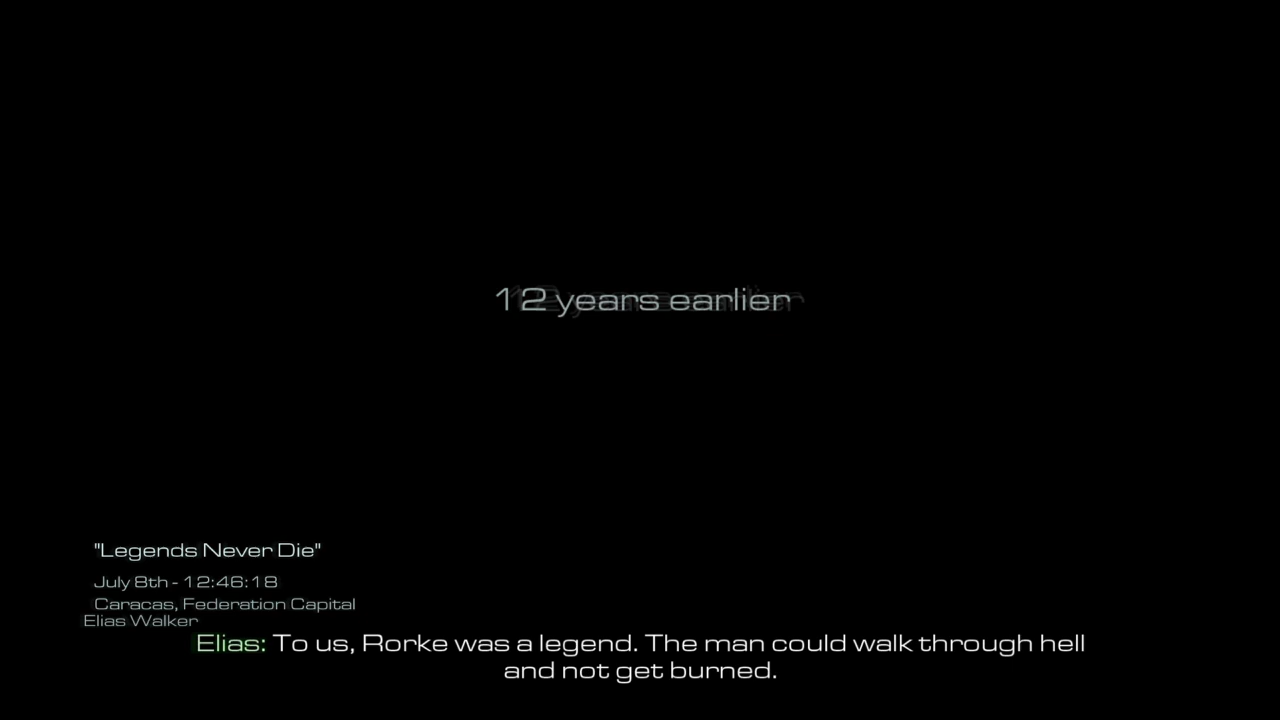 12 years earlier
"Legends Never Die"
July 8th - 12:46:18
Caracas, Federation Capital
Elias Walker
Elias: To us, Rorke was a legend. The man could walk through hell
and not get burned.